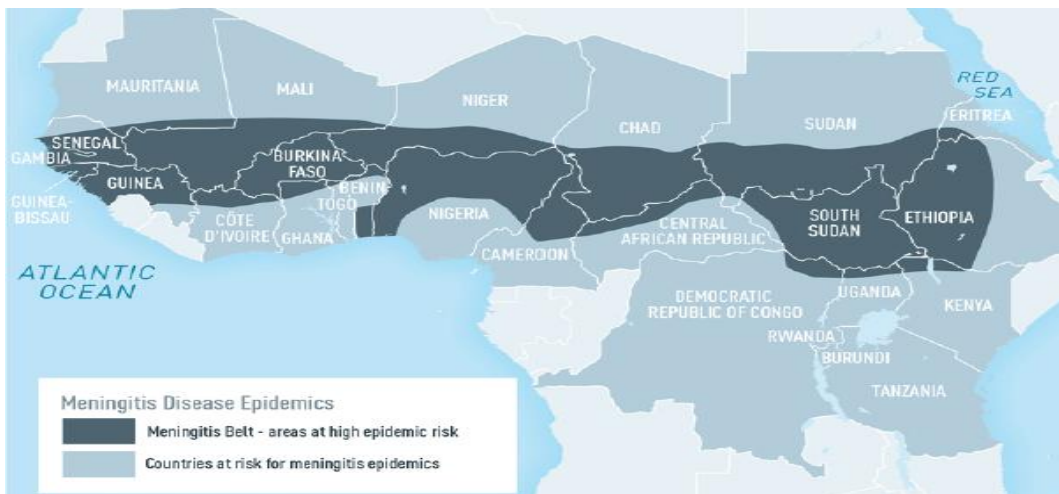 MAURITANIA
MALI
NIGER
CHAD
SUDAN
RED
SEA
ERITREA
SENEGAL
GAMBIA
GUINEA-
BISSAU
GUINEA
BURKINA
FASO
BENIN
TOGO
CÔTE
D'IVOIRE
GHANA
NIGERIA
CAMEROON
CENTRAL
AFRICAN REPUBLIC
SOUTH
SUDAN
ETHIOPIA
ATLANTIC
OCEAN
DEMOCRATIC
REPUBLIC OF CONGO
UGANDA
KENYA
RWANDA
BURUNDI
TANZANIA
Meningitis Disease Epidemics
Meningitis Belt - areas at high epidemic risk
Countries at risk for meningitis epidemics